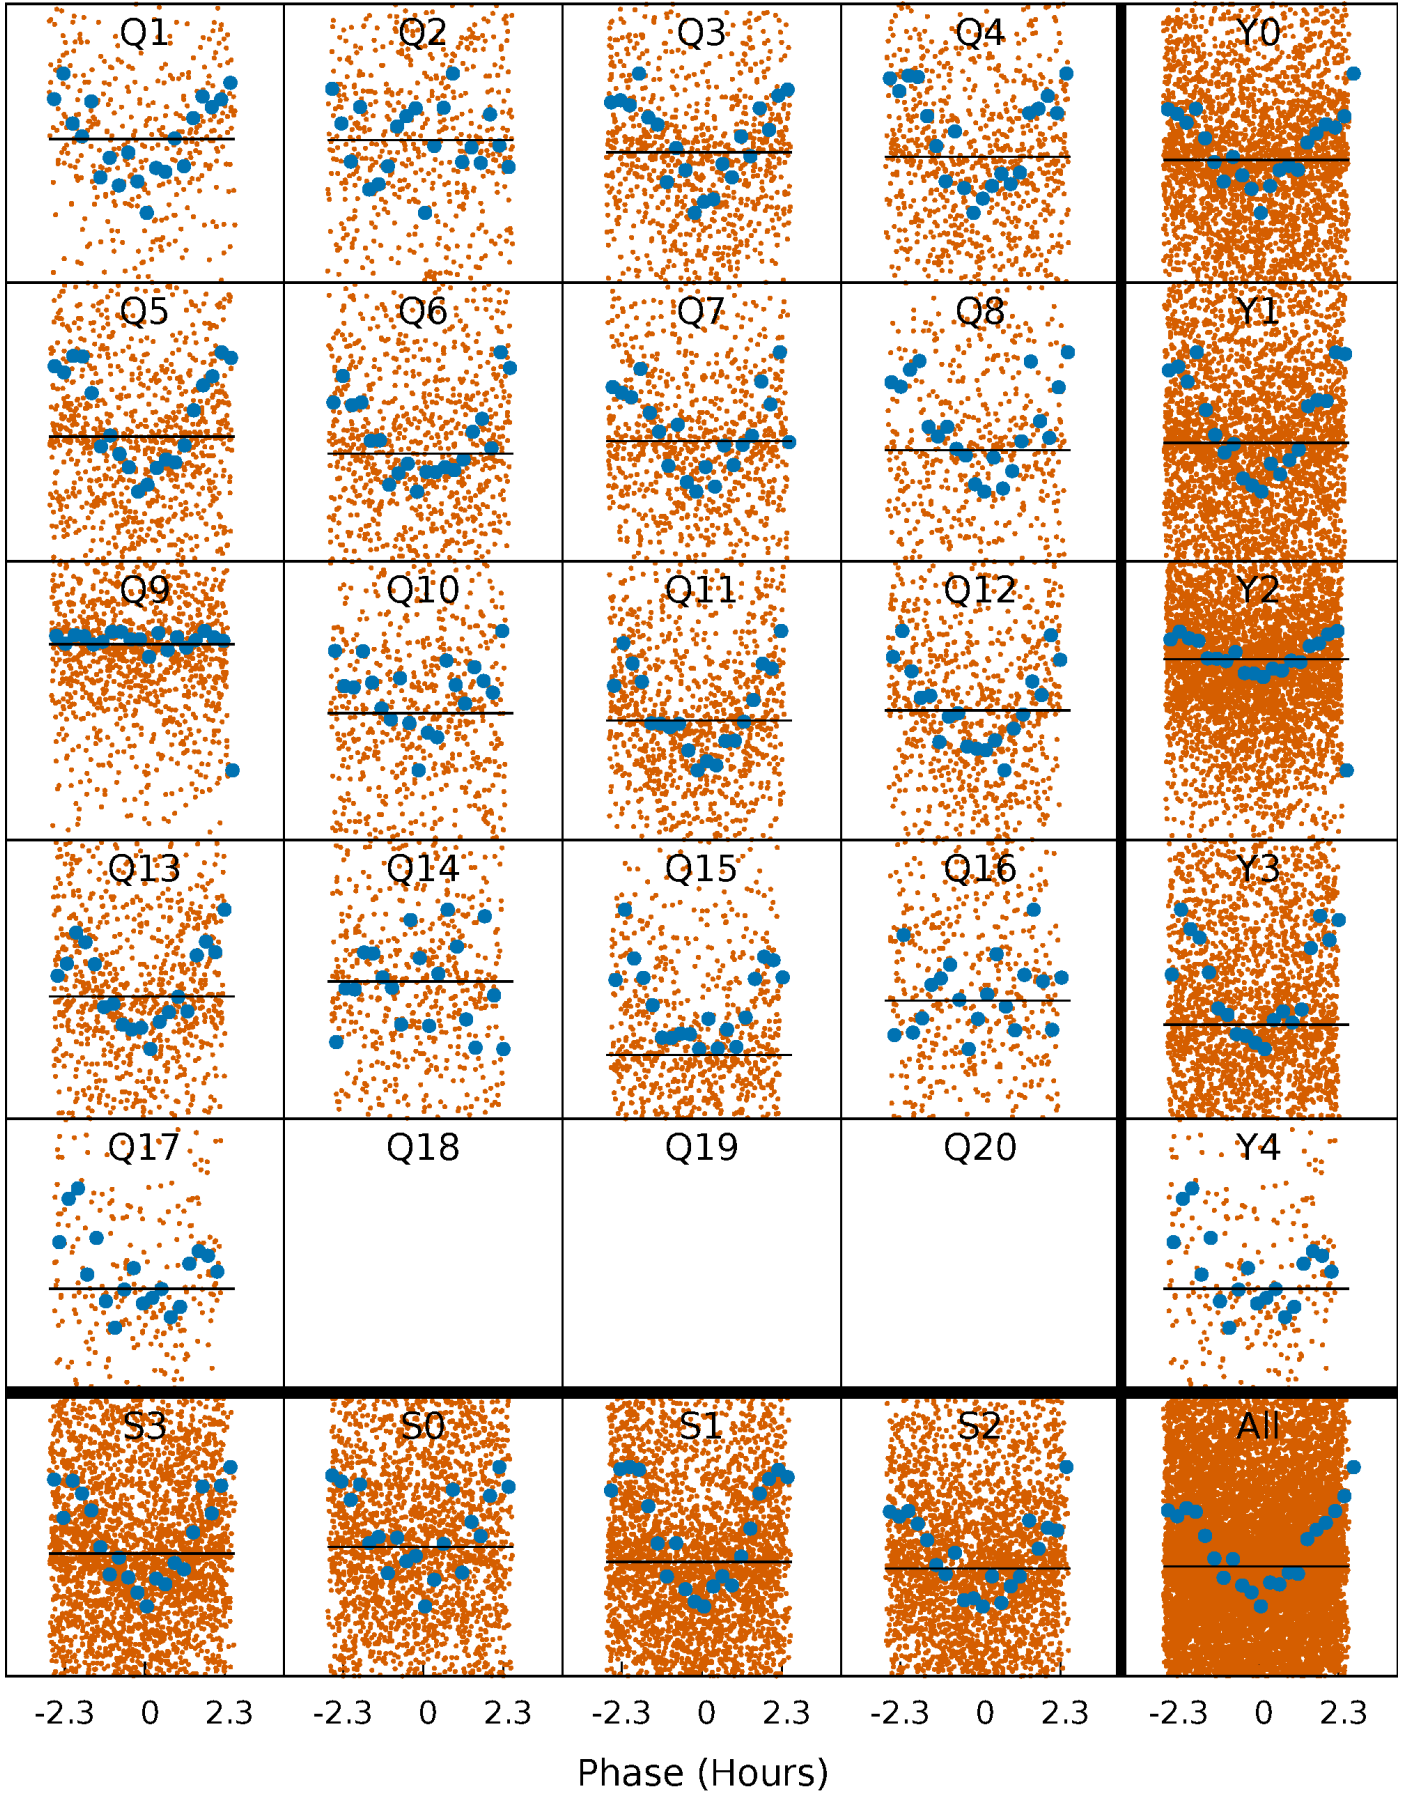 Q1 Q2 Q3 Q4 Y0
Q5 Q6 Q7 Q8 Y1
Q9 Q10 Q11 Q12 Y2
Q13 Q14 Q15 Q16 Y3
Q17 Q18 Q19 Q20 Y4
S3 S0 S1 S2 All
-2.3 0 2.3 -2.3 0 2.3 -2.3 0 2.3 -2.3 0 2.3 -2.3 0 2.3
Phase (Hours)